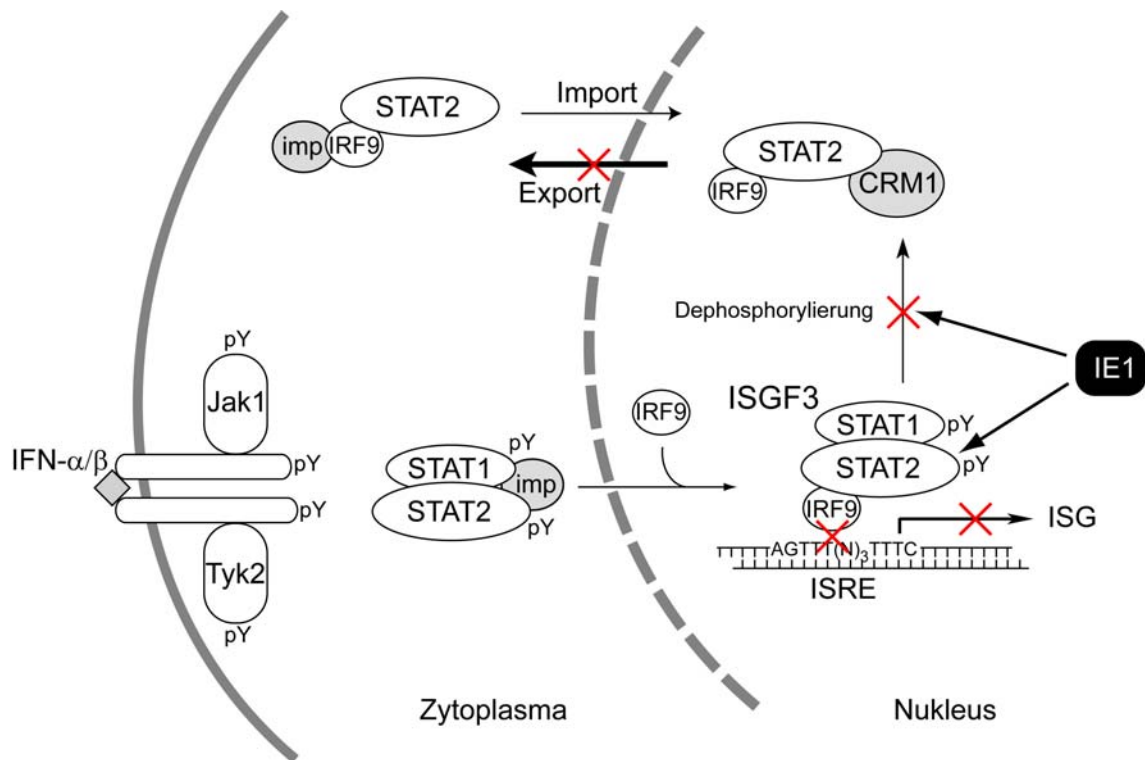 STAT2
imp
IRF9
Import
Export
STAT2
IRF9
CRM1
Dephosphorylierung
IE1
pY
Jak1
IFN-α/β
pY
pY
Tyk2
pY
pY
STAT1
imp
STAT2
pY
IRF9
ISGF3
STAT1
pY
STAT2
pY
IRF9
ISG
AGTTT(N)3TTTC
ISRE
Zytoplasma
Nukleus